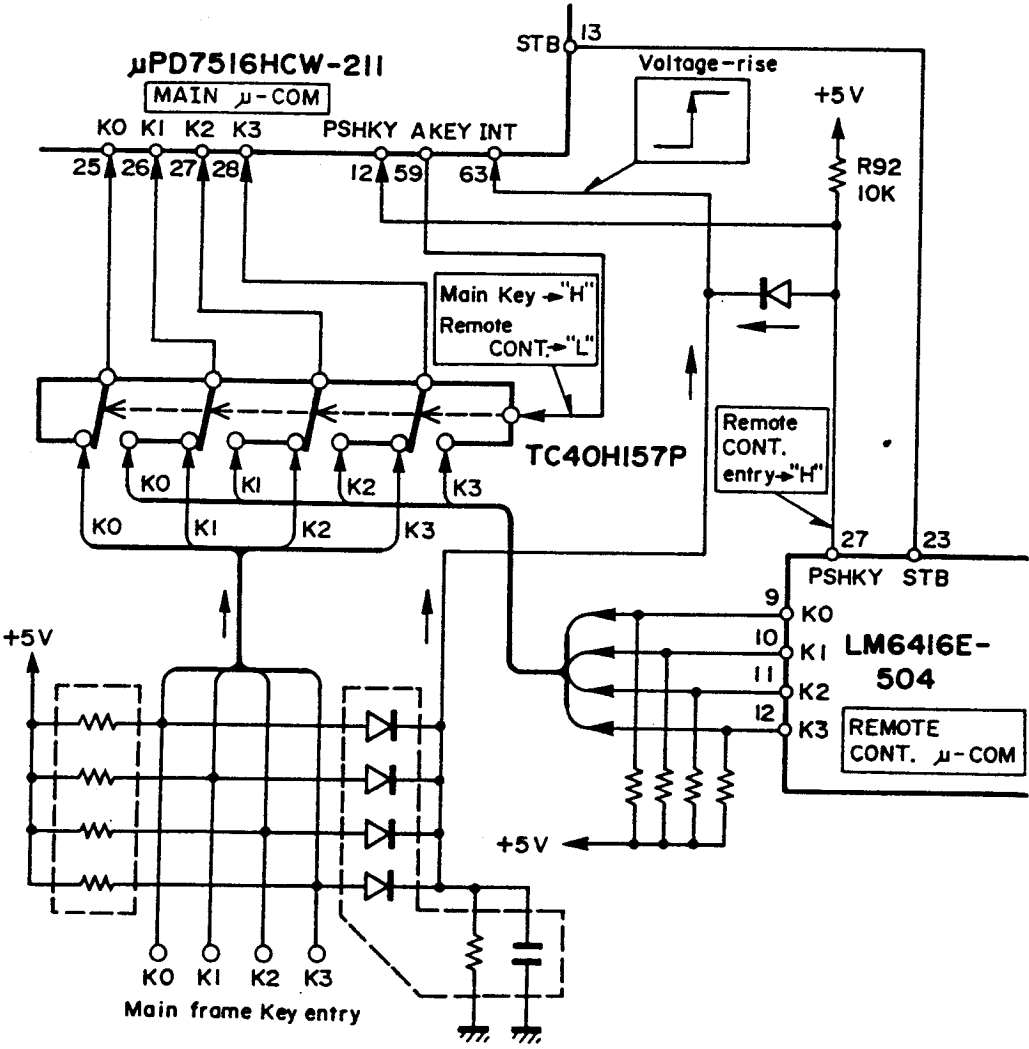 STB 13
μPD7516HCW-211
MAIN μ-COM
Voltage-rise
+5V
K0 K1 K2 K3 PSHKY AKEY INT
25 26 27 28 12 59 63
R92
10K
Main Key→"H"
Remote
CONT.→"L"
TC40H157P
Remote
CONT.
entry→"H"
K0 K1 K2 K3
K0 K1 K2 K3
27 23
PSHKY STB
9 K0
10 K1
11 K2
12 K3
LM6416E-
504
REMOTE
CONT. μ-COM
+5V
+5V
K0 K1 K2 K3
Main frame Key entry